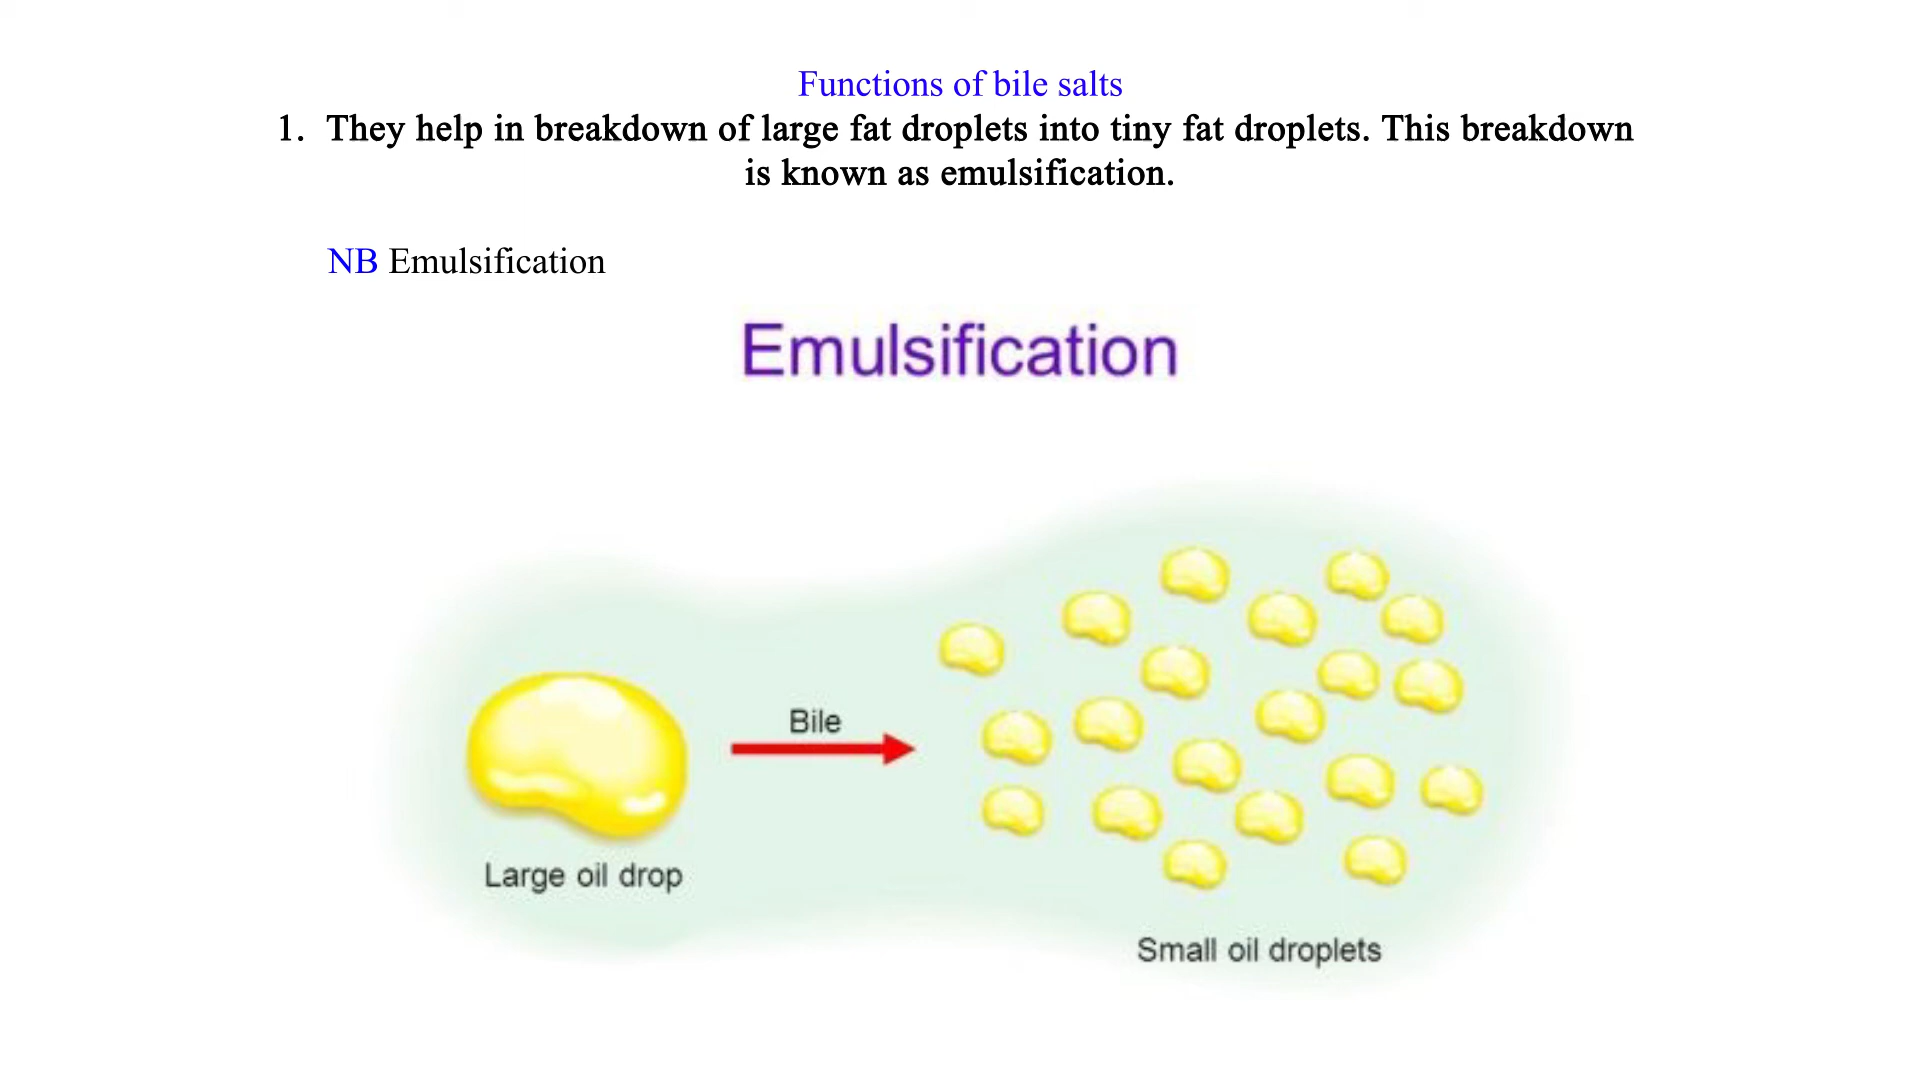 Functions of bile salts
1. They help in breakdown of large fat droplets into tiny fat droplets. This breakdown
is known as emulsification.
NB Emulsification
Emulsification
Bile
Large oil drop
Small oil droplets